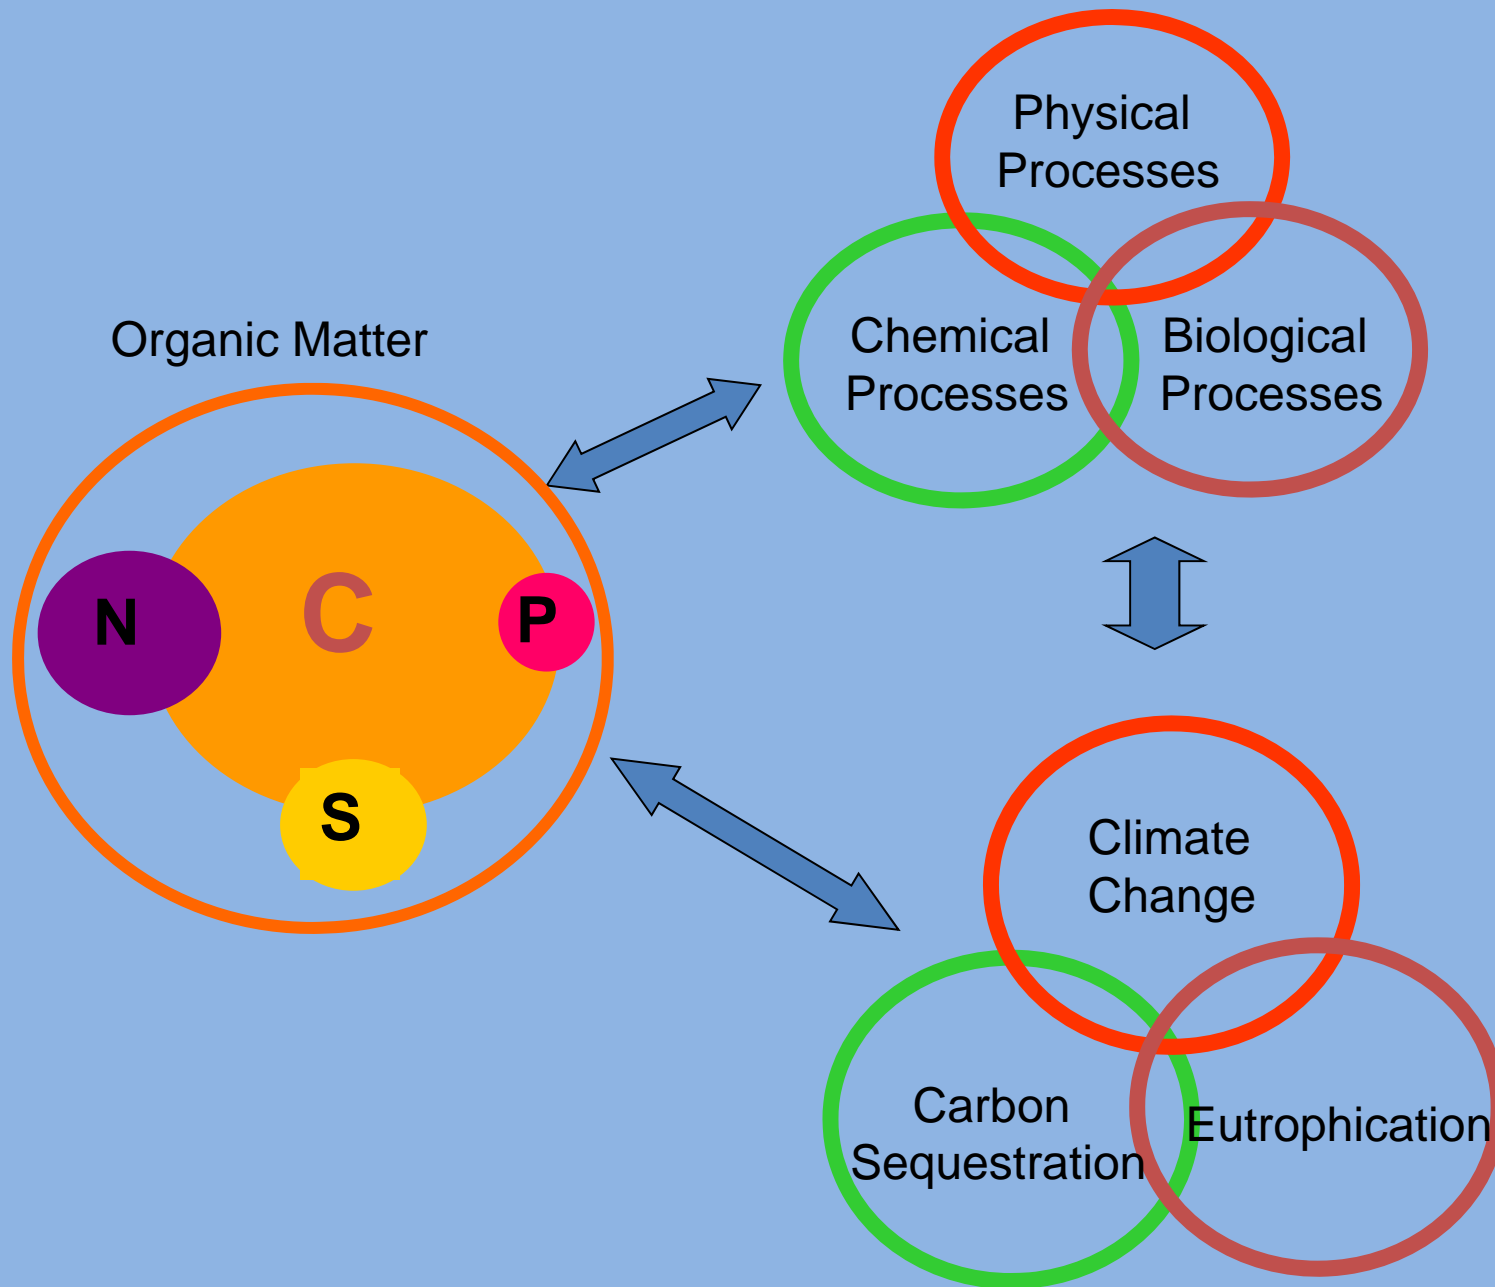 Physical
Processes
Chemical
Processes
Biological
Processes
Organic Matter
N
C
P
S
Climate
Change
Carbon
Sequestration
Eutrophication